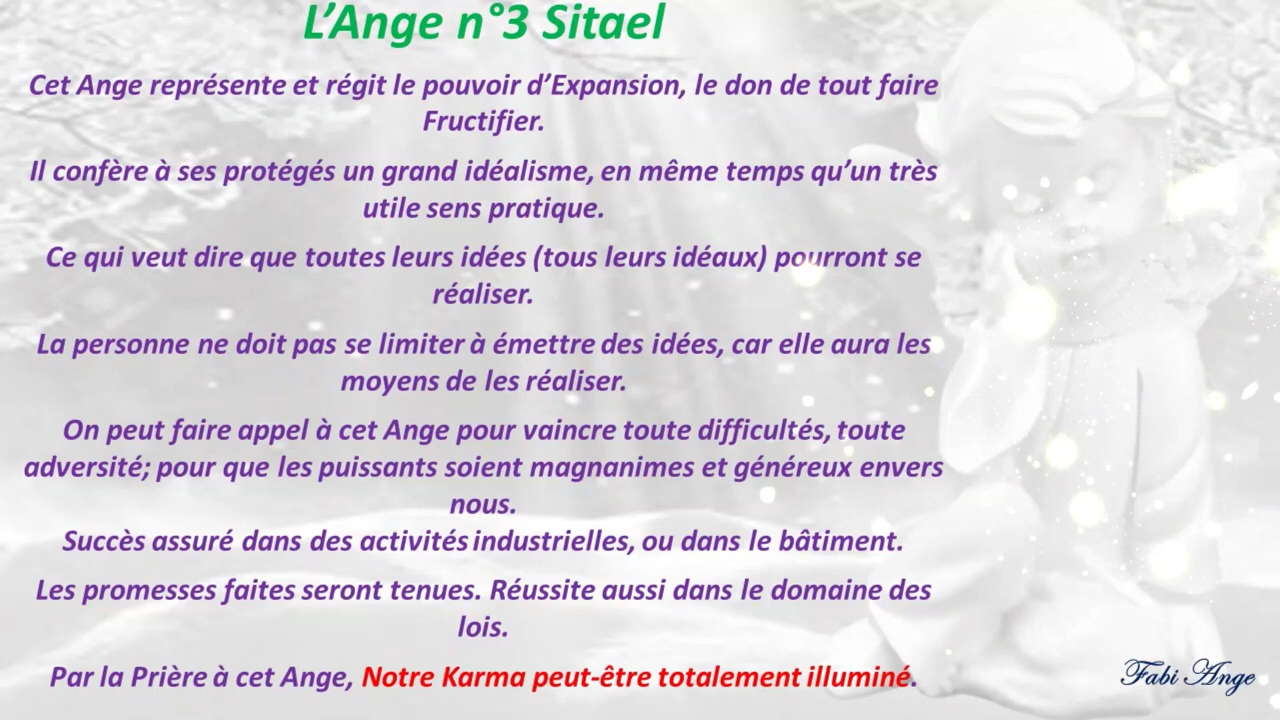 L’Ange n°3 Sitael
Cet Ange représente et régit le pouvoir d’Expansion, le don de tout faire
Fructifier.
Il confère à ses protégés un grand idéalisme, en même temps qu’un très
utile sens pratique.
Ce qui veut dire que toutes leurs idées (tous leurs idéaux) pourront se
réaliser.
La personne ne doit pas se limiter à émettre des idées, car elle aura les
moyens de les réaliser.
On peut faire appel à cet Ange pour vaincre toute difficultés, toute
adversité; pour que les puissants soient magnanimes et généreux envers
nous.
Succès assuré dans des activités industrielles, ou dans le bâtiment.
Les promesses faites seront tenues. Réussite aussi dans le domaine des
lois.
Par la Prière à cet Ange, Notre Karma peut-être totalement illuminé.
Fabi Ange